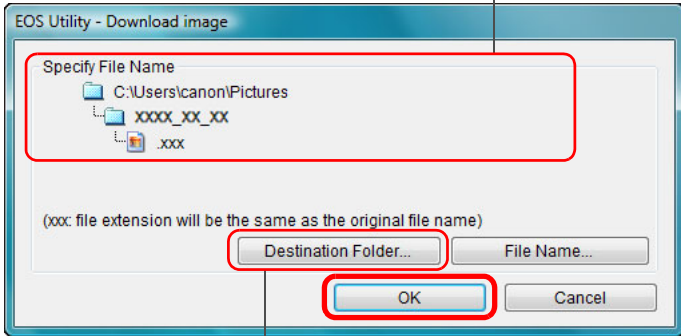 EOS Utility - Download image
Specify File Name
C:\Users\canon\Pictures
XXXX_XX_XX
.xxx
(xxx: file extension will be the same as the original file name)
Destination Folder... File Name...
OK Cancel